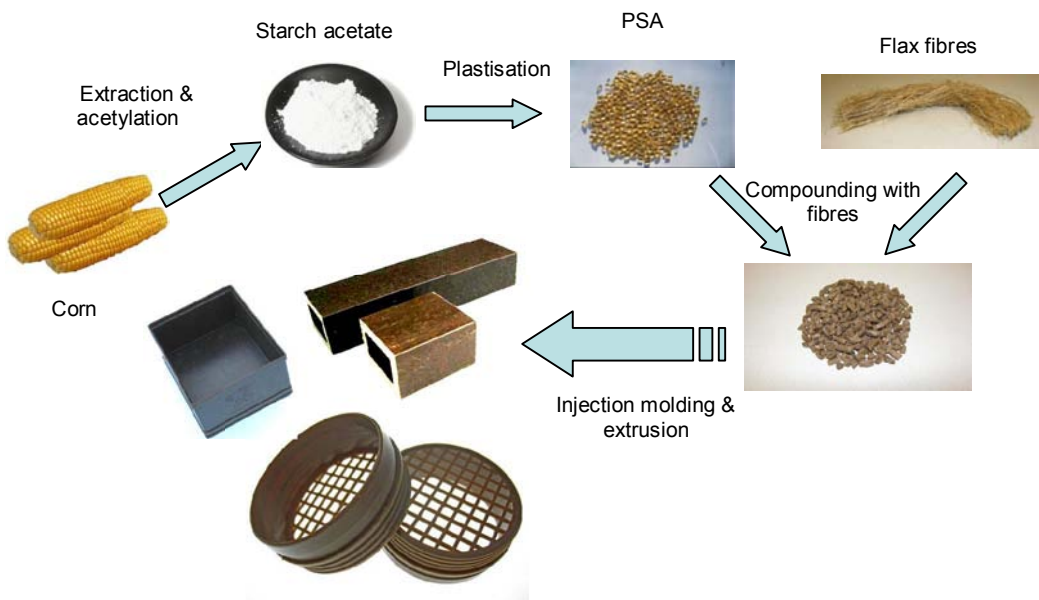 Starch acetate
PSA
Flax fibres
Plastisation
Extraction &
acetylation
Compounding with
fibres
Corn
Injection molding &
extrusion